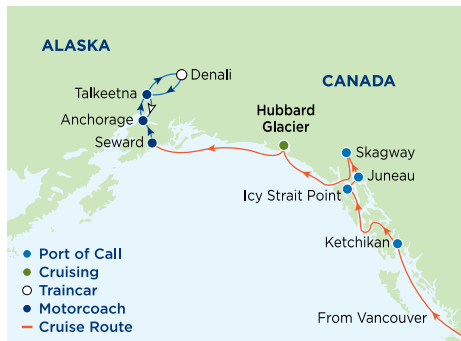 ALASKA
Denali
CANADA
Talkeetna
Hubbard
Glacier
Anchorage
Seward
Skagway
Juneau
Icy Strait Point
Ketchikan
Port of Call
Cruising
Traincar
Motorcoach
Cruise Route
From Vancouver